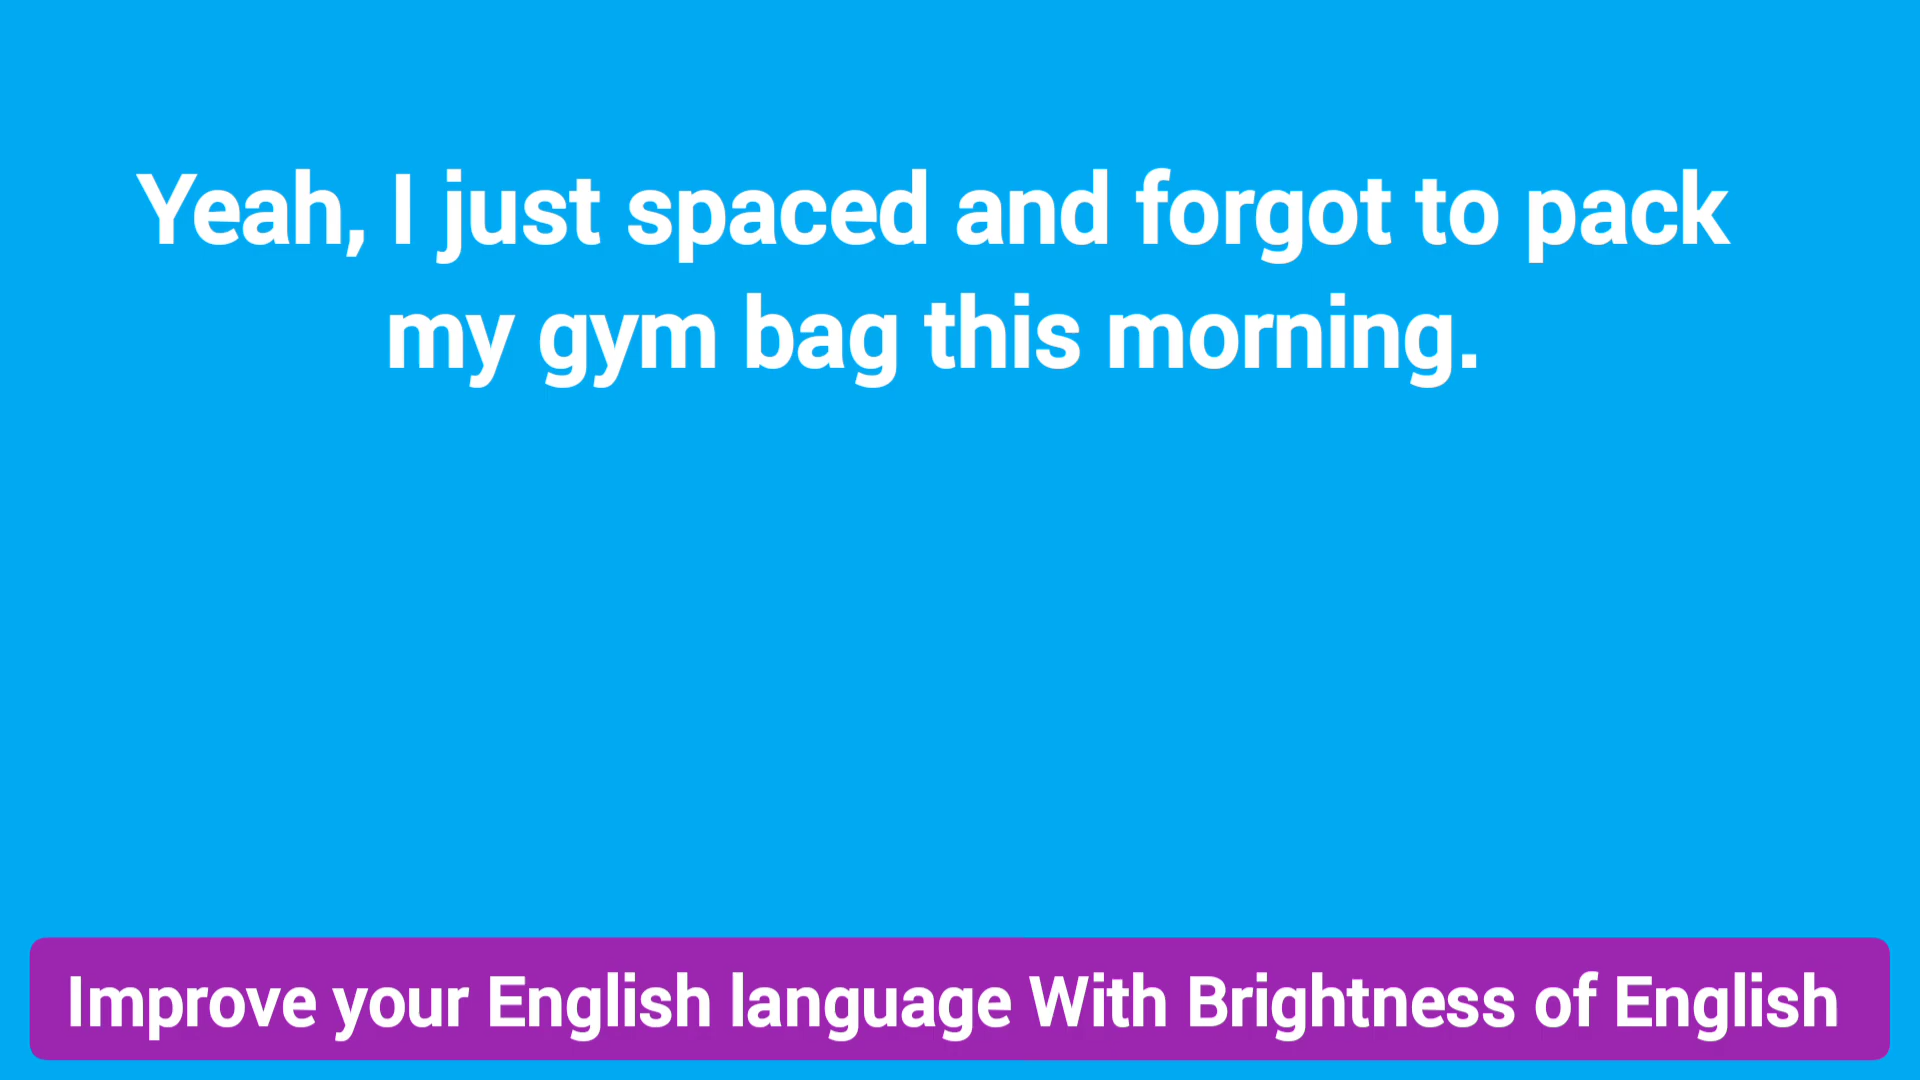 Yeah, I just spaced and forgot to pack
my gym bag this morning.
Improve your English language With Brightness of English